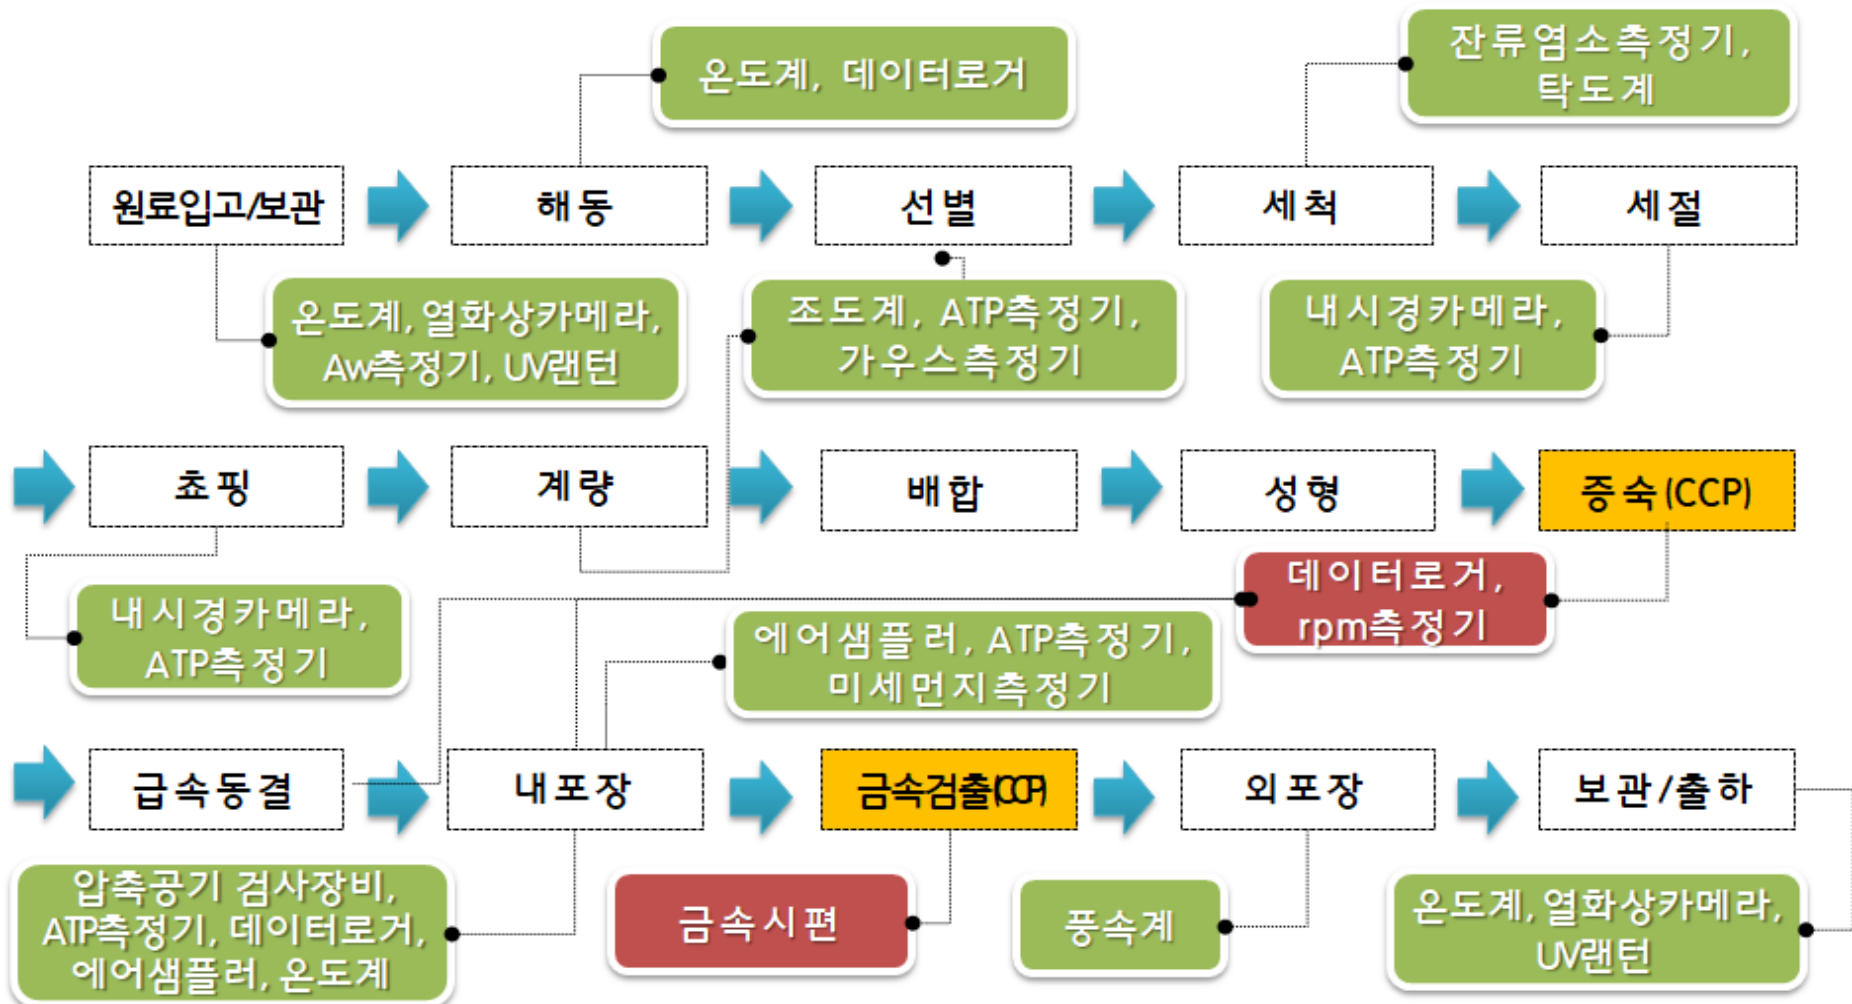 온도계, 데이터로거
잔류염소측정기,
탁도계
원료입고/보관
해동
선별
세척
세절
온도계, 열화상카메라,
Aw측정기, UV랜턴
조도계, ATP측정기,
가우스측정기
내시경카메라,
ATP측정기
쵸핑
계량
배합
성형
증숙(CCP)
내시경카메라,
ATP측정기
에어샘플러, ATP측정기,
미세먼지측정기
데이터로거,
rpm측정기
급속동결
내포장
금속검출(CCP)
외포장
보관/출하
압축공기 검사장비,
ATP측정기, 데이터로거,
에어샘플러, 온도계
금속시편
풍속계
온도계, 열화상카메라,
UV랜턴